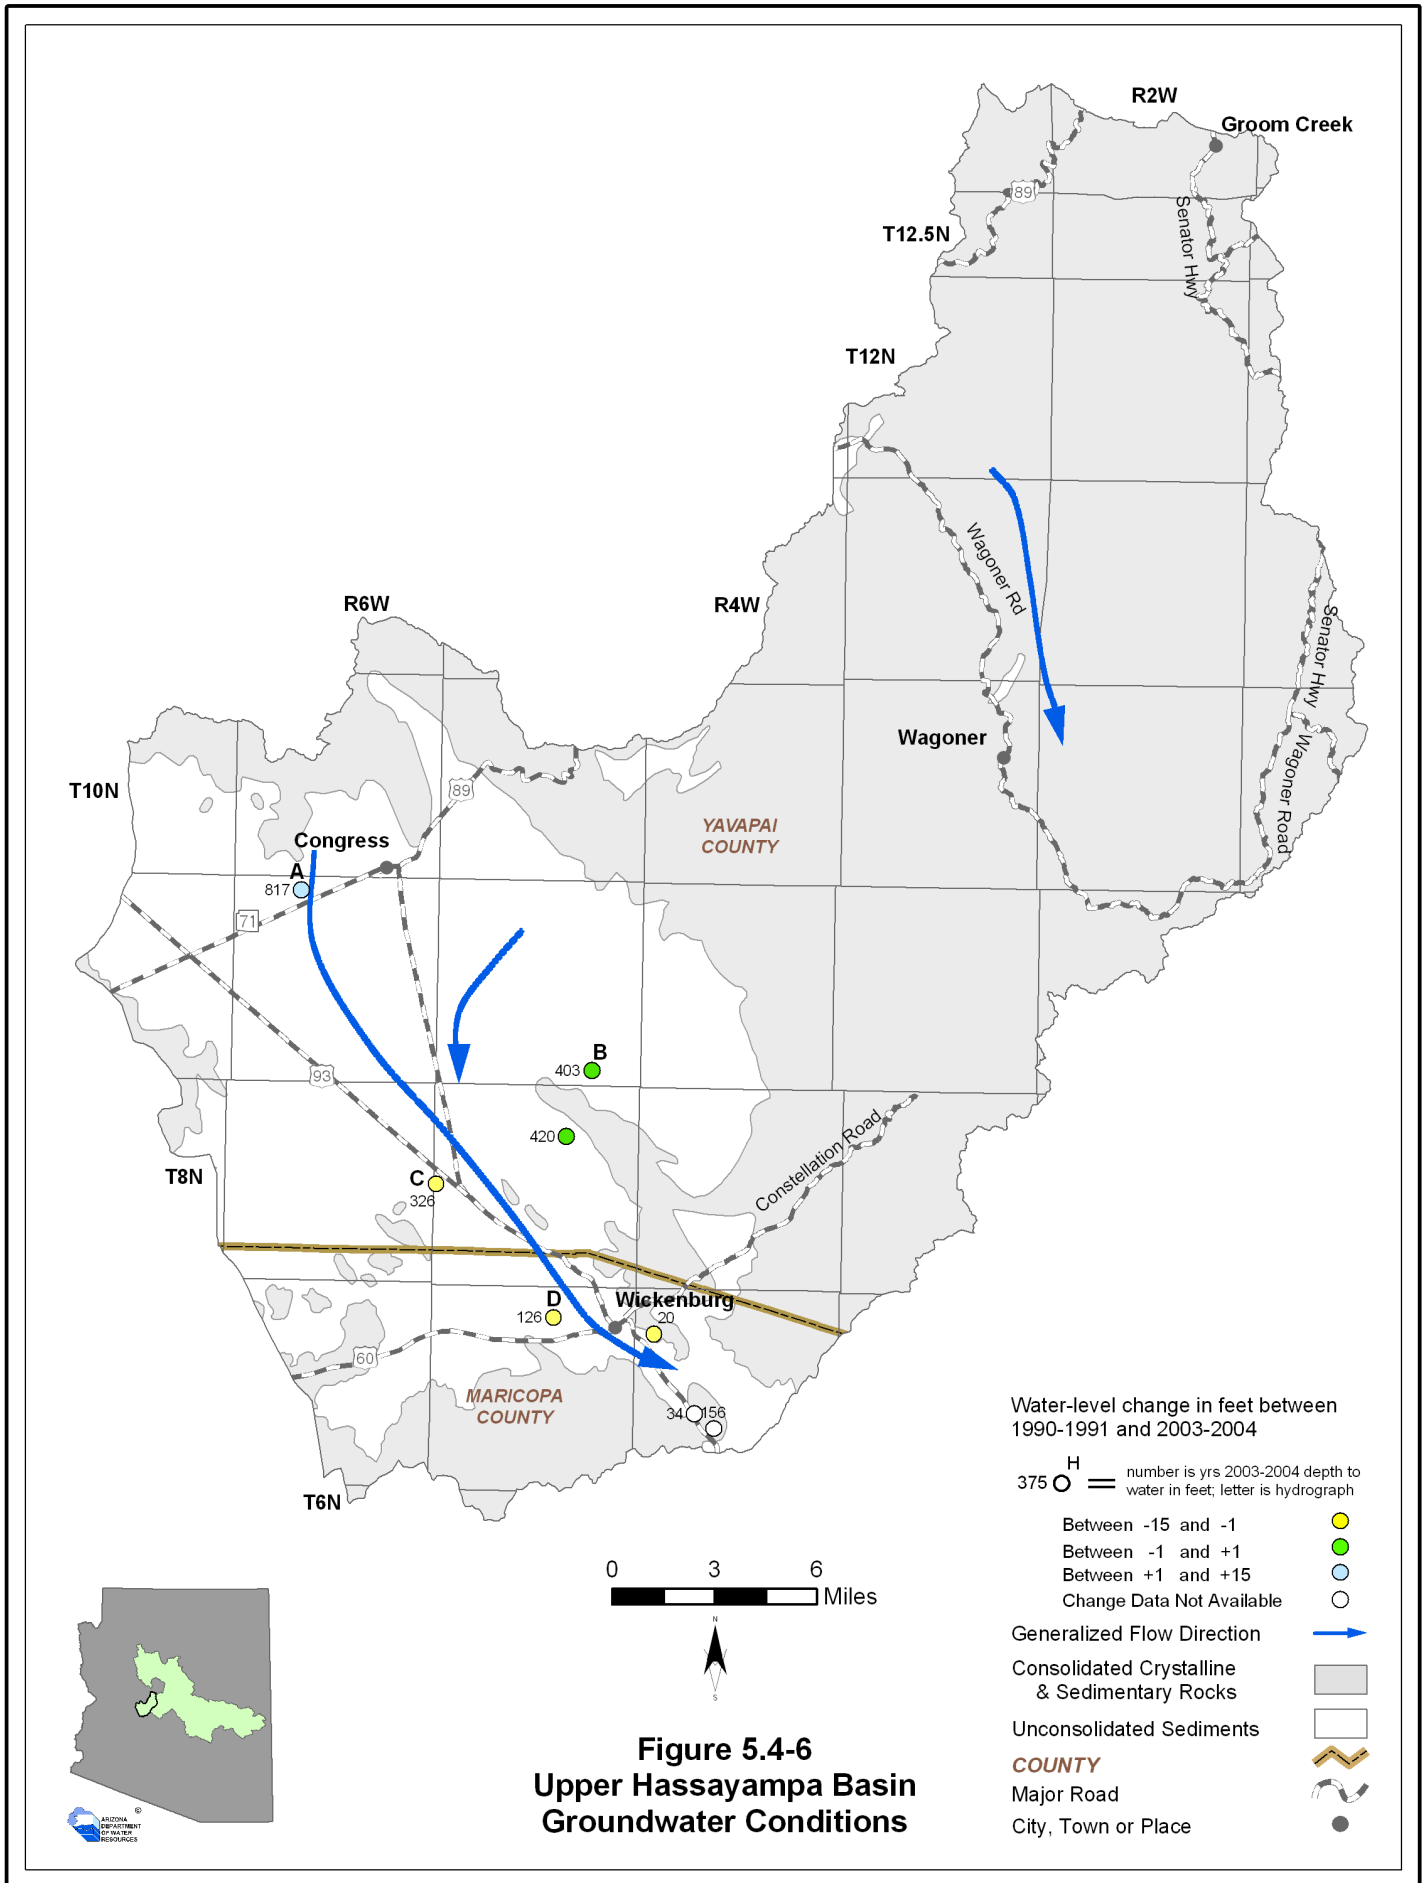 R2W
Groom Creek
89
Senator Hwy
T12.5N
T12N
Wagoner Rd
R6W
R4W
Senator Hwy
Wagoner
Wagoner Road
T10N
89
YAVAPAI
COUNTY
Congress
A
817
71
B
403
93
420
Constellation Road
T8N
C
326
D
126
Wickenburg
20
60
MARICOPA
COUNTY
34
156
T6N
Water-level change in feet between
1990-1991 and 2003-2004
H
375
number is yrs 2003-2004 depth to
water in feet; letter is hydrograph
Between -15 and -1
Between -1 and +1
Between +1 and +15
Change Data Not Available
Generalized Flow Direction
Consolidated Crystalline
& Sedimentary Rocks
Unconsolidated Sediments
COUNTY
Major Road
City, Town or Place
0 3 6
Miles
N
S
Figure 5.4-6
Upper Hassayampa Basin
Groundwater Conditions
©
ARIZONA
DEPARTMENT
OF WATER
RESOURCES